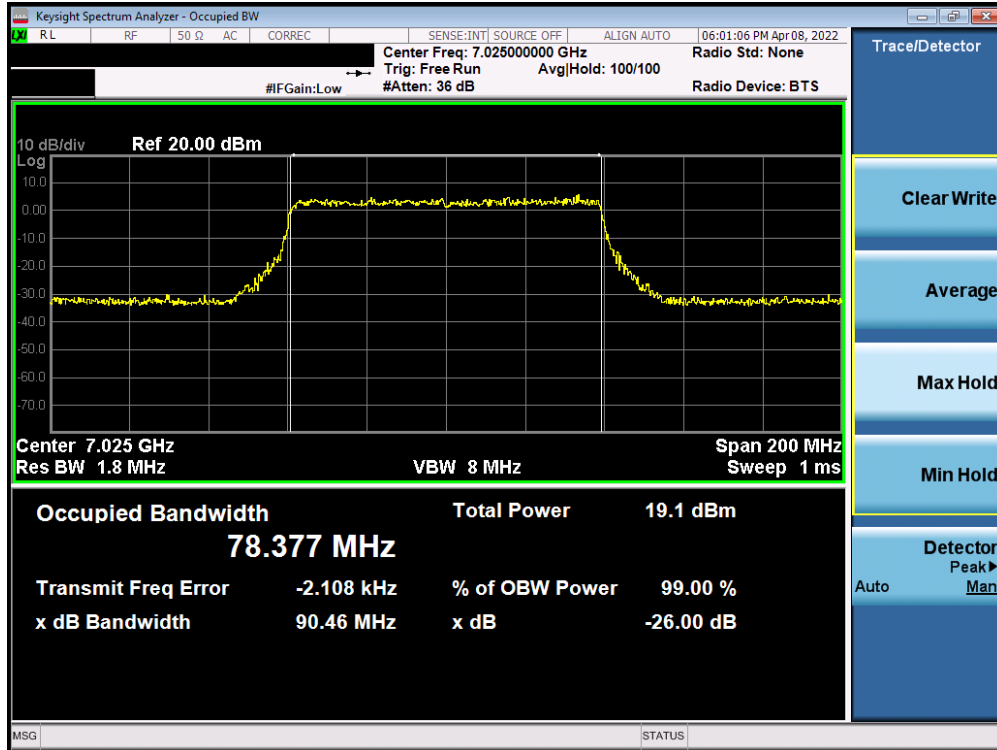 Keysight Spectrum Analyzer - Occupied BW
LXI RL RF 50 Ω AC CORREC SENSE:INT SOURCE OFF ALIGN AUTO 06:01:06 PM Apr 08, 2022
Center Freq: 7.025000000 GHz Radio Std: None
Trig: Free Run Avg|Hold: 100/100
#IFGain:Low #Atten: 36 dB Radio Device: BTS
Trace/Detector
10 dB/div Ref 20.00 dBm
Log
10.0
0.00
-10.0
-20.0
-30.0
-40.0
-50.0
-60.0
-70.0
Center 7.025 GHz Span 200 MHz
Res BW 1.8 MHz VBW 8 MHz Sweep 1 ms
Occupied Bandwidth Total Power 19.1 dBm
78.377 MHz
Transmit Freq Error -2.108 kHz % of OBW Power 99.00 %
x dB Bandwidth 90.46 MHz x dB -26.00 dB
Clear Write
Average
Max Hold
Min Hold
Detector
Peak▶
Auto Man
MSG STATUS